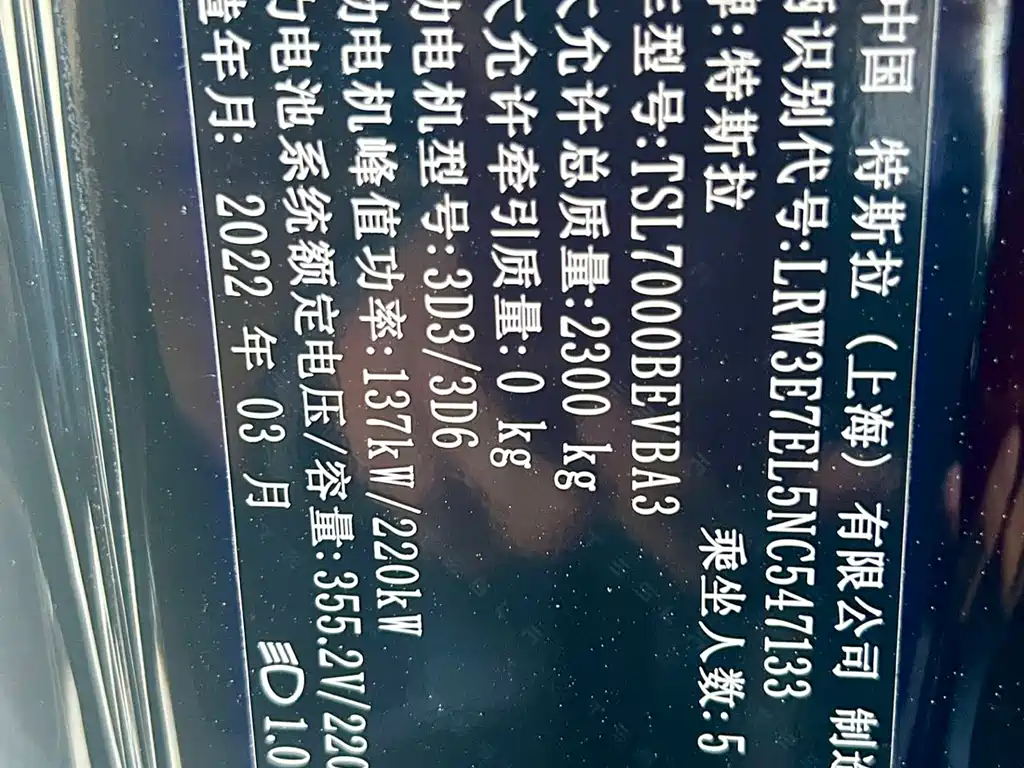 中国 特斯拉（上海）有限公司 制造
识别代号:LRW3E7EL5NC547133
牌:特斯拉 乘坐人数:5
型号:TSL7000BEVBA3
允许总质量:2300 kg
允许牵引质量:0 kg
动电机型号:3D3/3D6
动电机峰值功率:137kW/220kW
力电池系统额定电压/容量:355.2V/220
造年月: 2022 年 03 月 1.0